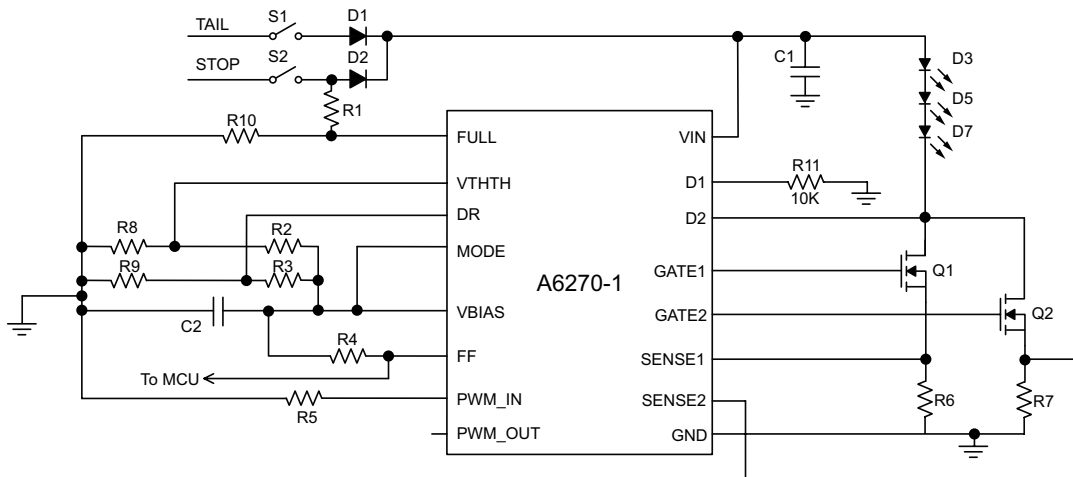 TAIL
S1
D1
STOP
S2
D2
R1
C1
D3
D5
D7
R10
FULL
VIN
VTHTH
D1
R11
10K
DR
D2
R8
R2
MODE
R9
R3
GATE1
Q1
A6270-1
C2
VBIAS
GATE2
Q2
R4
FF
SENSE1
To MCU
R5
PWM_IN
SENSE2
R6
R7
PWM_OUT
GND